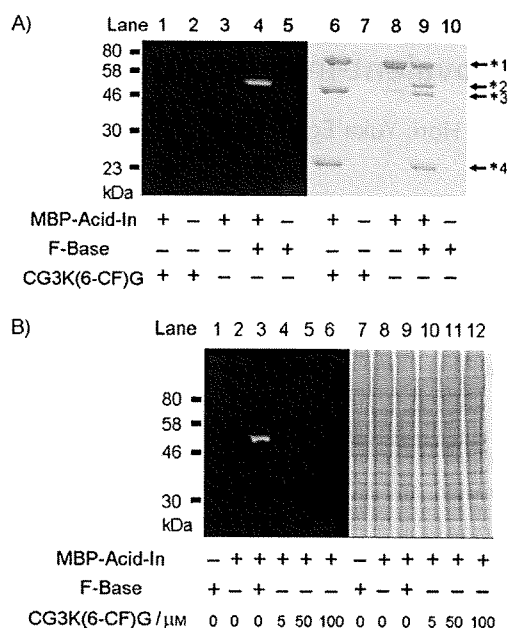 A)
Lane 1 2 3 4 5 6 7 8 9 10
80
58
46
30
23
kDa
*1
*2
*3
*4
MBP-Acid-In + − + + − + − + + −
F-Base − − − + + − − − + +
CG3K(6-CF)G + + − − − + + − − −
B)
Lane 1 2 3 4 5 6 7 8 9 10 11 12
80
58
46
30
kDa
MBP-Acid-In − + + + + + − + + + + +
F-Base + − + − − − + − + − − −
CG3K(6-CF)G / μM 0 0 0 5 50 100 0 0 0 5 50 100